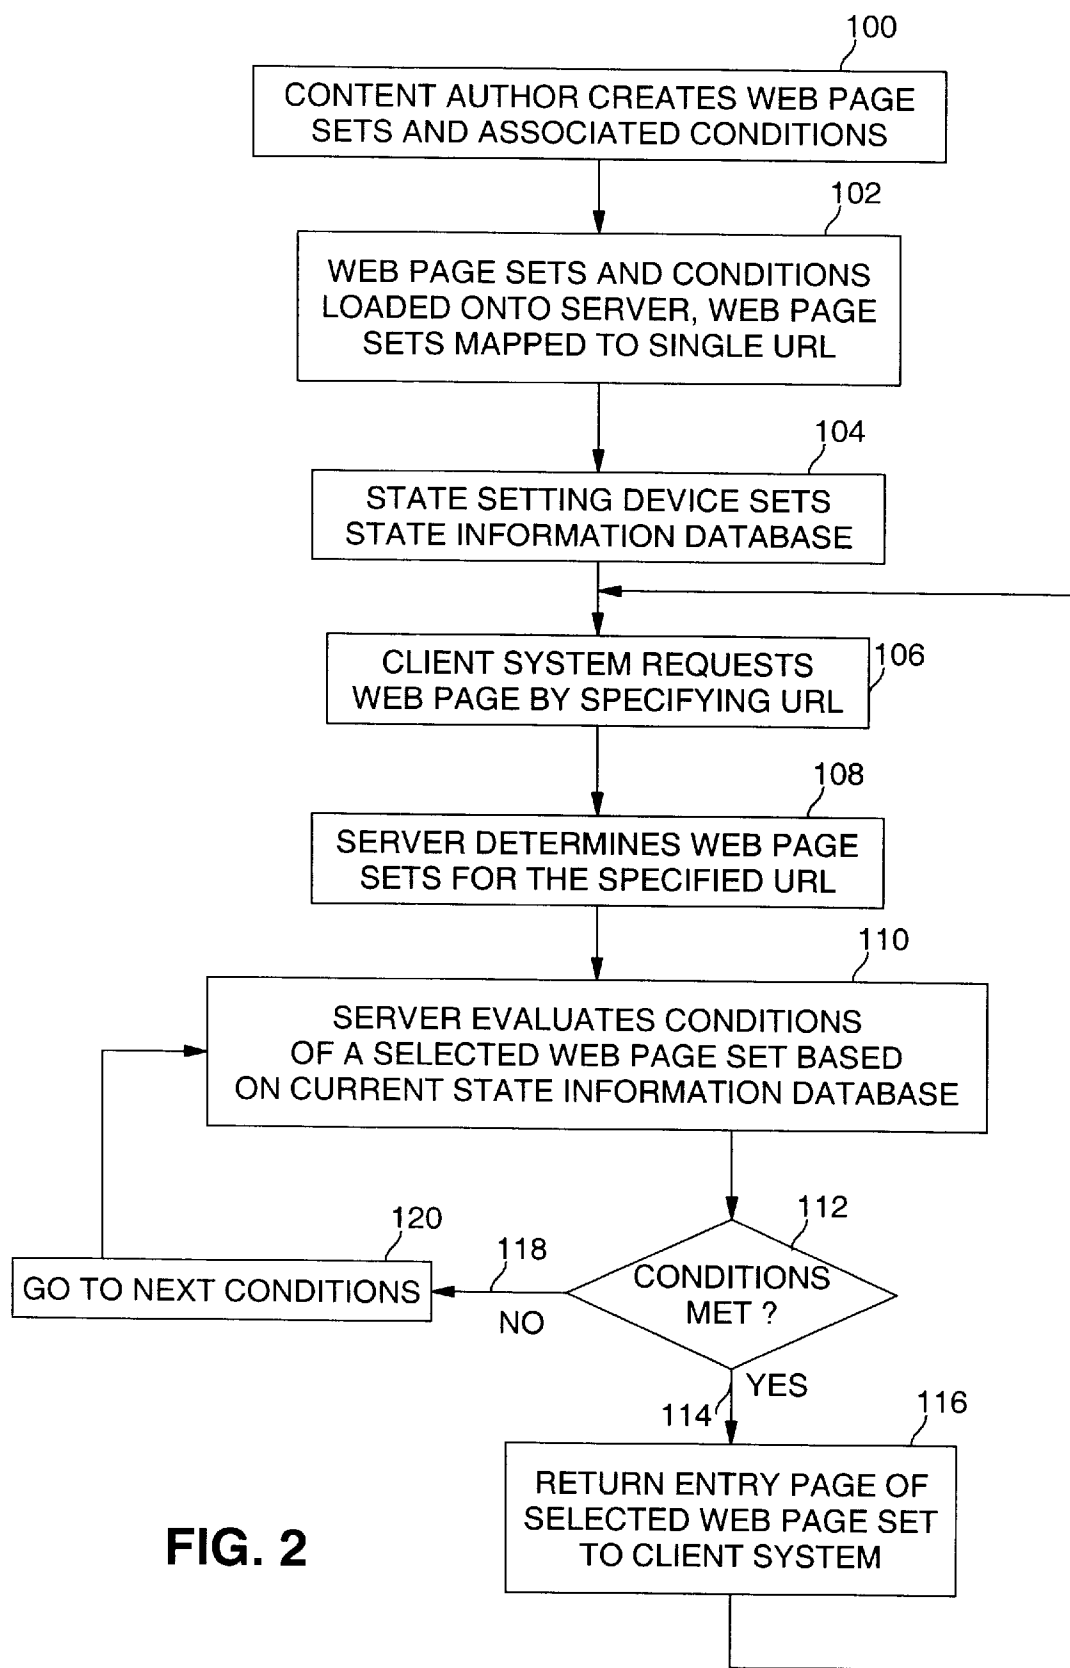 100
CONTENT AUTHOR CREATES WEB PAGE
SETS AND ASSOCIATED CONDITIONS
102
WEB PAGE SETS AND CONDITIONS
LOADED ONTO SERVER, WEB PAGE
SETS MAPPED TO SINGLE URL
104
STATE SETTING DEVICE SETS
STATE INFORMATION DATABASE
106
CLIENT SYSTEM REQUESTS
WEB PAGE BY SPECIFYING URL
108
SERVER DETERMINES WEB PAGE
SETS FOR THE SPECIFIED URL
110
SERVER EVALUATES CONDITIONS
OF A SELECTED WEB PAGE SET BASED
ON CURRENT STATE INFORMATION DATABASE
112
CONDITIONS
MET ?
118
NO
120
GO TO NEXT CONDITIONS
YES
114
116
RETURN ENTRY PAGE OF
SELECTED WEB PAGE SET
TO CLIENT SYSTEM
FIG. 2